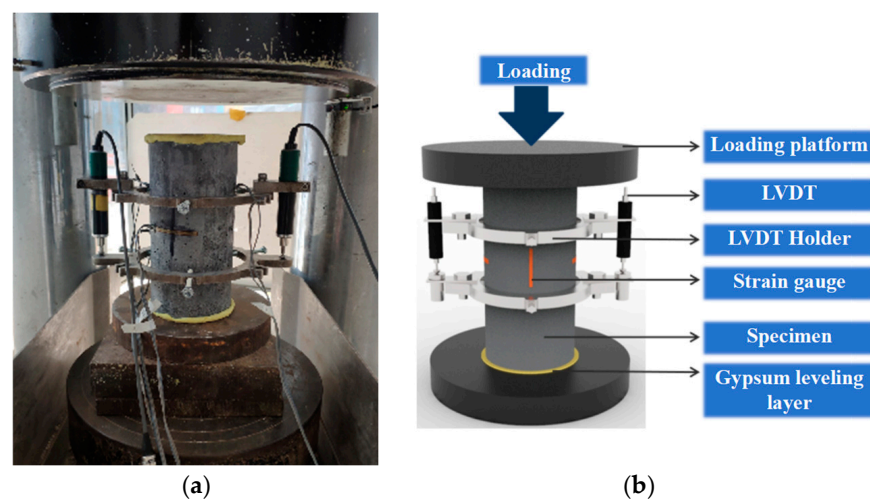 Loading
Loading platform
LVDT
LVDT Holder
Strain gauge
Specimen
Gypsum leveling
layer
(a)
(b)